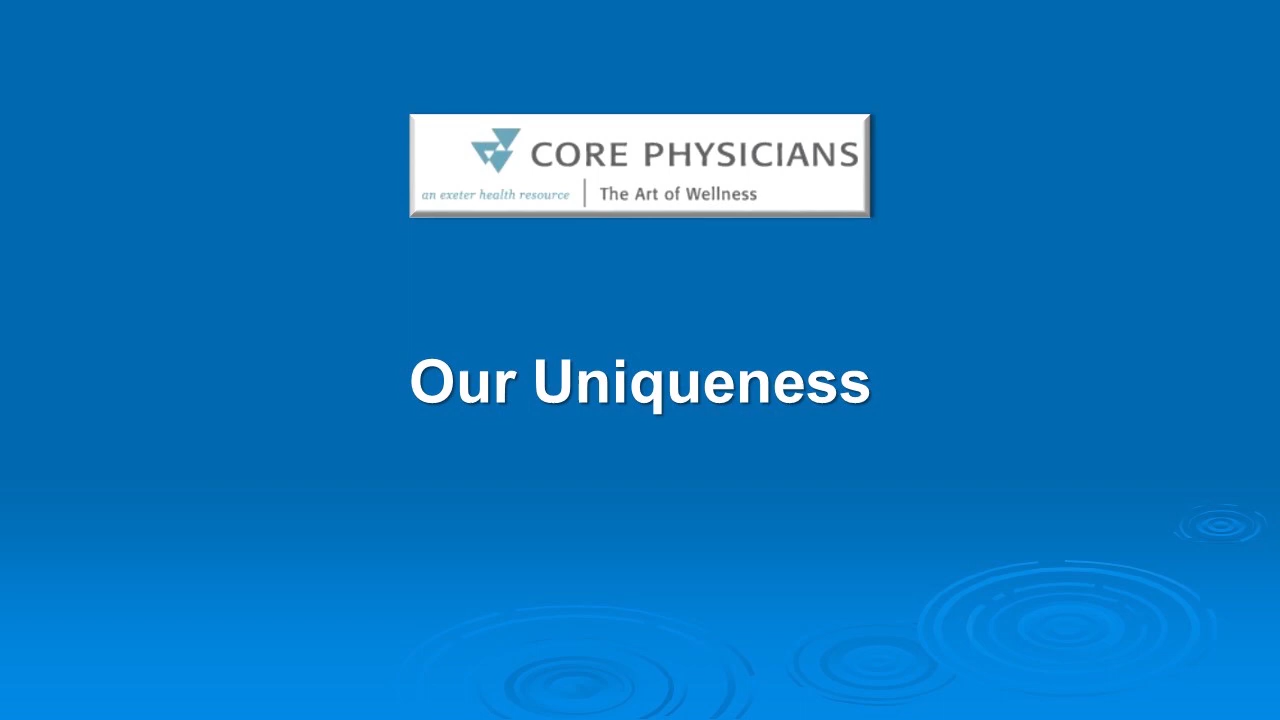 CORE PHYSICIANS
an exeter health resource | The Art of Wellness
Our Uniqueness